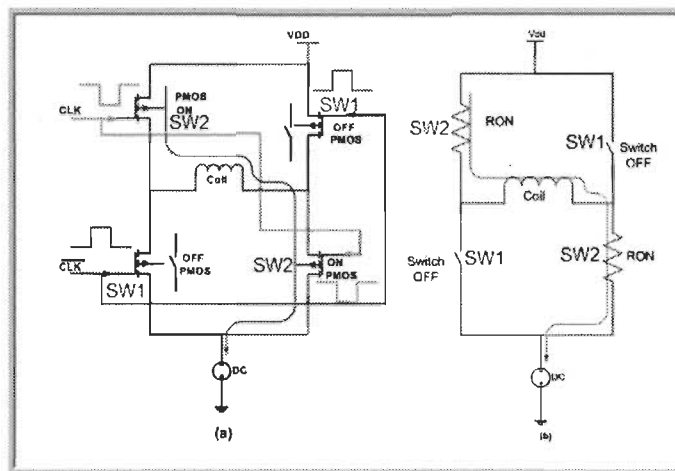 VDD
PMOS
ON
SW2
CLK
SW1
OFF
PMOS
Coil
CLK
SW1
OFF
PMOS
SW2
ON
PMOS
DC
(a)
Vdd
SW2
RON
SW1
Switch
OFF
Coil
Switch
OFF
SW1
SW2
RON
DC
(b)